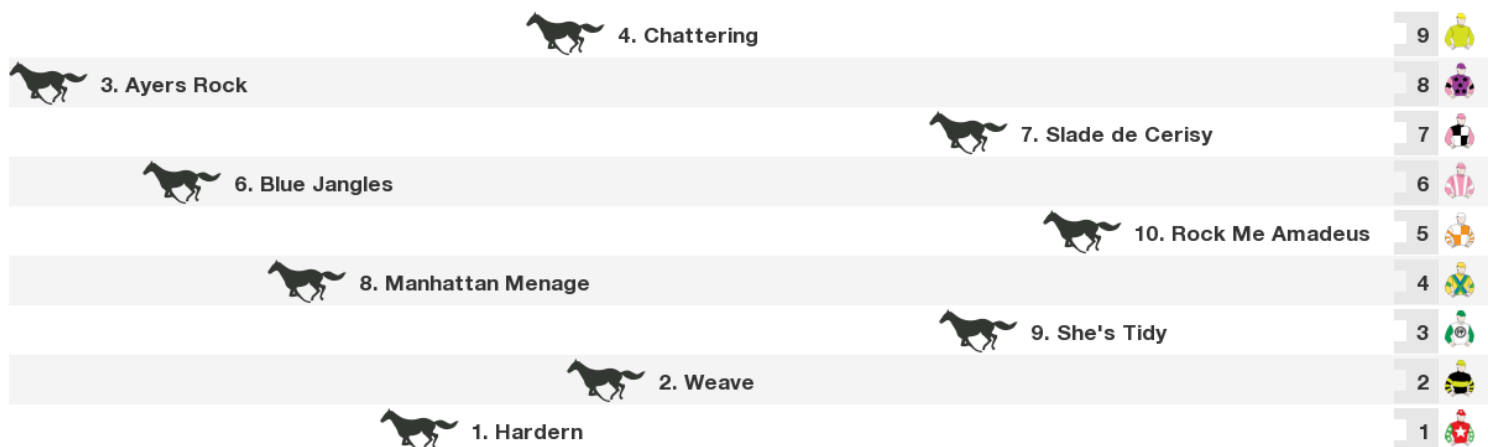 4. Chattering 9
3. Ayers Rock 8
7. Slade de Cerisy 7
6. Blue Jangles 6
10. Rock Me Amadeus 5
8. Manhattan Menage 4
9. She's Tidy 3
2. Weave 2
1. Hardern 1